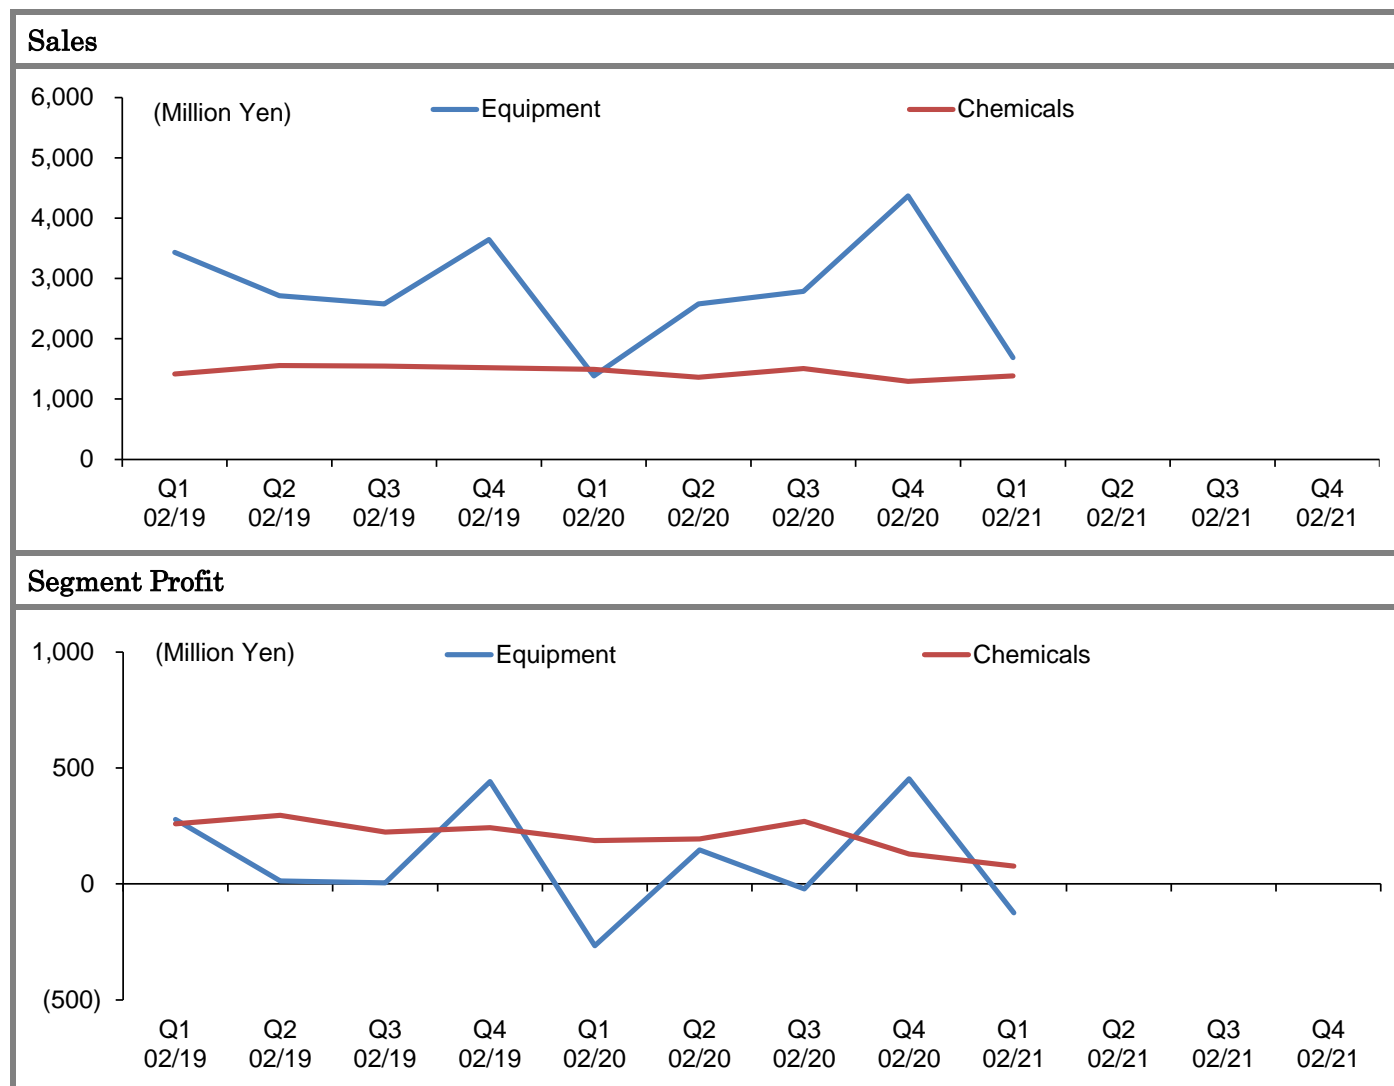 Sales
6,000
(Million Yen) Equipment Chemicals
5,000
4,000
3,000
2,000
1,000
0
Q1 Q2 Q3 Q4 Q1 Q2 Q3 Q4 Q1 Q2 Q3 Q4
02/19 02/19 02/19 02/19 02/20 02/20 02/20 02/20 02/21 02/21 02/21 02/21
Segment Profit
1,000 (Million Yen) Equipment Chemicals
500
0
(500)
Q1 Q2 Q3 Q4 Q1 Q2 Q3 Q4 Q1 Q2 Q3 Q4
02/19 02/19 02/19 02/19 02/20 02/20 02/20 02/20 02/21 02/21 02/21 02/21